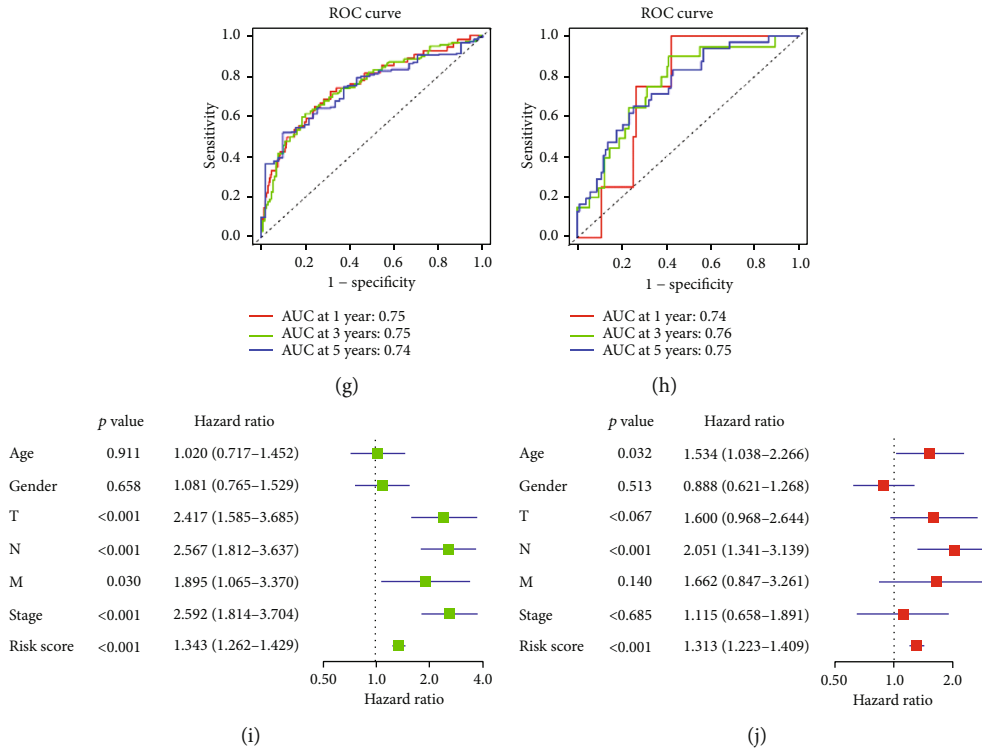 ROC curve
1.0
0.8
0.6
0.4
0.2
0.0
Sensitivity
0.2 0.4 0.6 0.8 1.0
1 − specificity
AUC at 1 year: 0.75
AUC at 3 years: 0.75
AUC at 5 years: 0.74
(g)
ROC curve
1.0
0.8
0.6
0.4
0.2
0.0
Sensitivity
0.2 0.4 0.6 0.8 1.0
1 − specificity
AUC at 1 year: 0.74
AUC at 3 years: 0.76
AUC at 5 years: 0.75
(h)
p value Hazard ratio
Age 0.911 1.020 (0.717–1.452)
Gender 0.658 1.081 (0.765–1.529)
T <0.001 2.417 (1.585–3.685)
N <0.001 2.567 (1.812–3.637)
M 0.030 1.895 (1.065–3.370)
Stage <0.001 2.592 (1.814–3.704)
Risk score <0.001 1.343 (1.262–1.429)
0.50 1.0 2.0 4.0
Hazard ratio
(i)
p value Hazard ratio
Age 0.032 1.534 (1.038–2.266)
Gender 0.513 0.888 (0.621–1.268)
T <0.067 1.600 (0.968–2.644)
N <0.001 2.051 (1.341–3.139)
M 0.140 1.662 (0.847–3.261)
Stage <0.685 1.115 (0.658–1.891)
Risk score <0.001 1.313 (1.223–1.409)
0.50 1.0 2.0
Hazard ratio
(j)